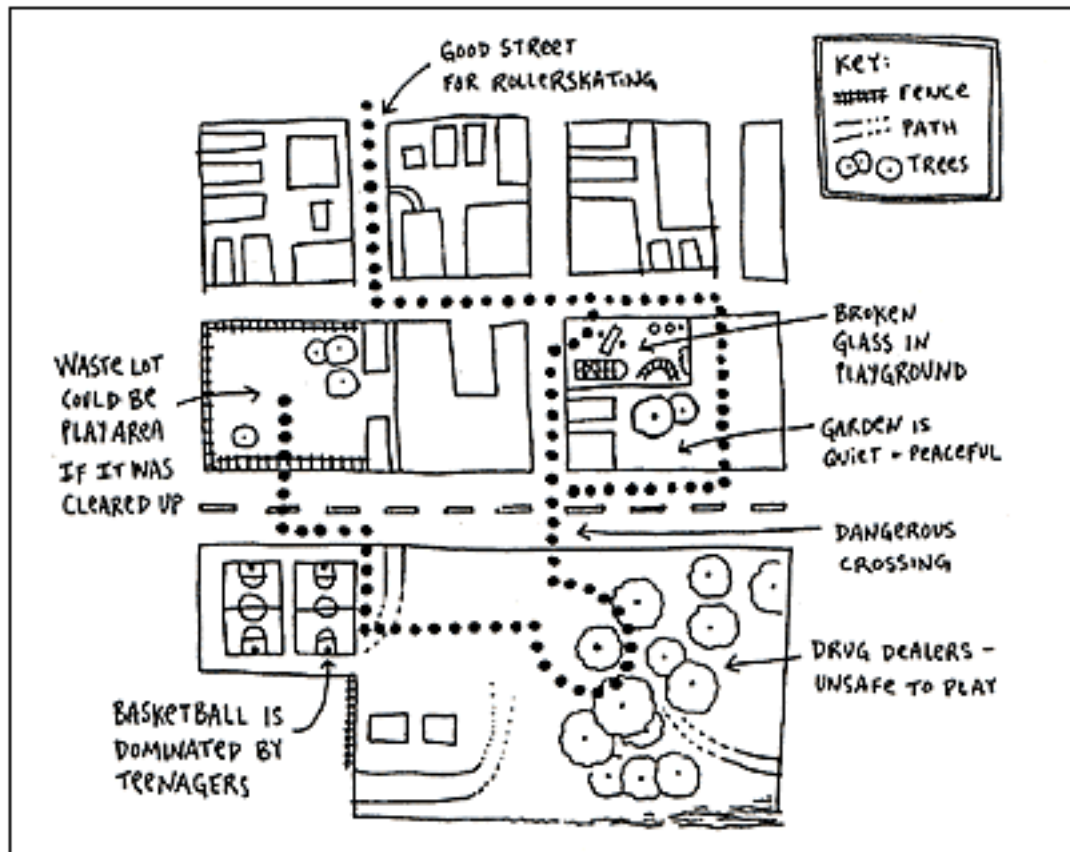 GOOD STREET
FOR ROLLERSKATING
KEY:
FENCE
PATH
TREES
WASTE LOT
COULD BE
PLAY AREA
IF IT WAS
CLEARED UP
BROKEN
GLASS IN
PLAYGROUND
GARDEN IS
QUIET - PEACEFUL
DANGEROUS
CROSSING
DRUG DEALERS -
UNSAFE TO PLAY
BASKETBALL IS
DOMINATED BY
TEENAGERS